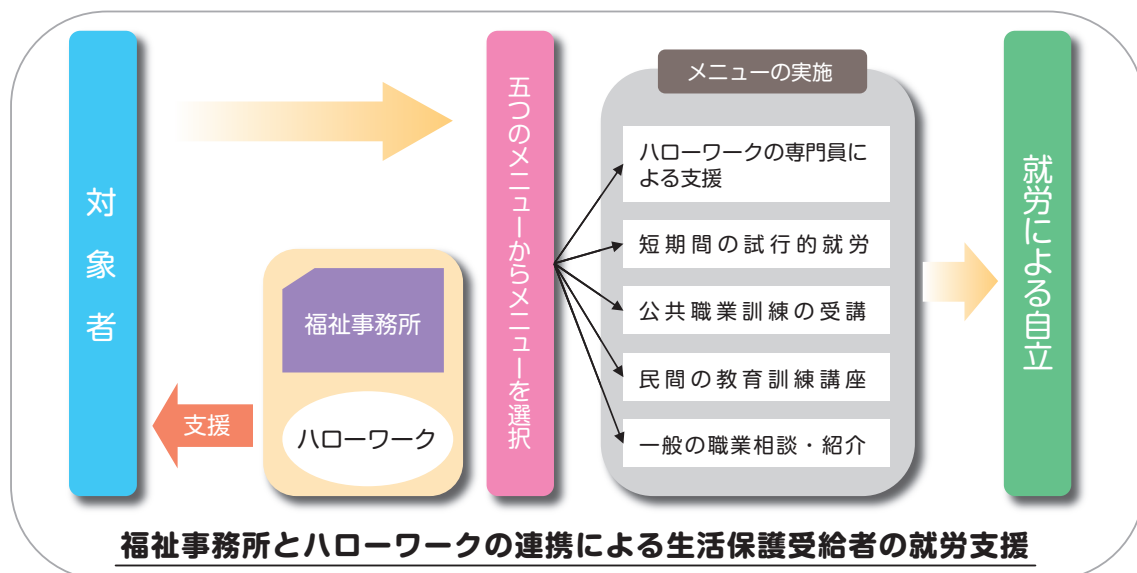 対象者
福祉事務所
ハローワーク
支援
五つのメニューからメニューを選択
メニューの実施
ハローワークの専門員に
よる支援
短期間の試行的就労
公共職業訓練の受講
民間の教育訓練講座
一般の職業相談・紹介
就労による自立
福祉事務所とハローワークの連携による生活保護受給者の就労支援